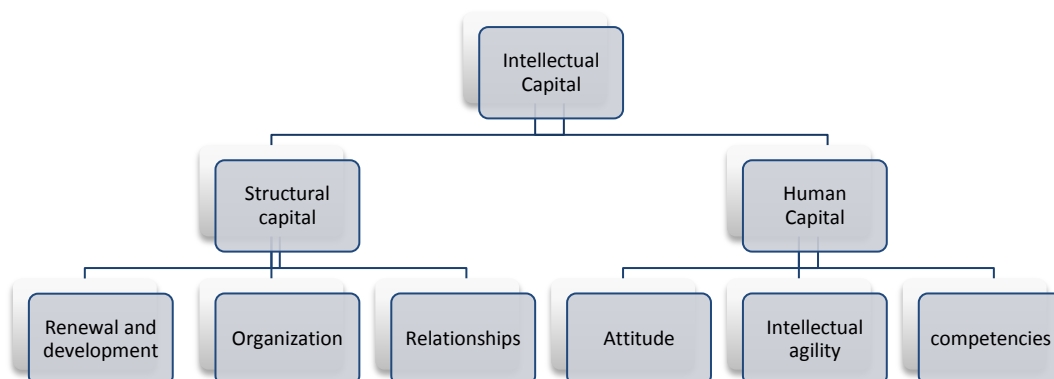 Intellectual
Capital
Structural
capital
Human
Capital
Renewal and
development
Organization
Relationships
Attitude
Intellectual
agility
competencies